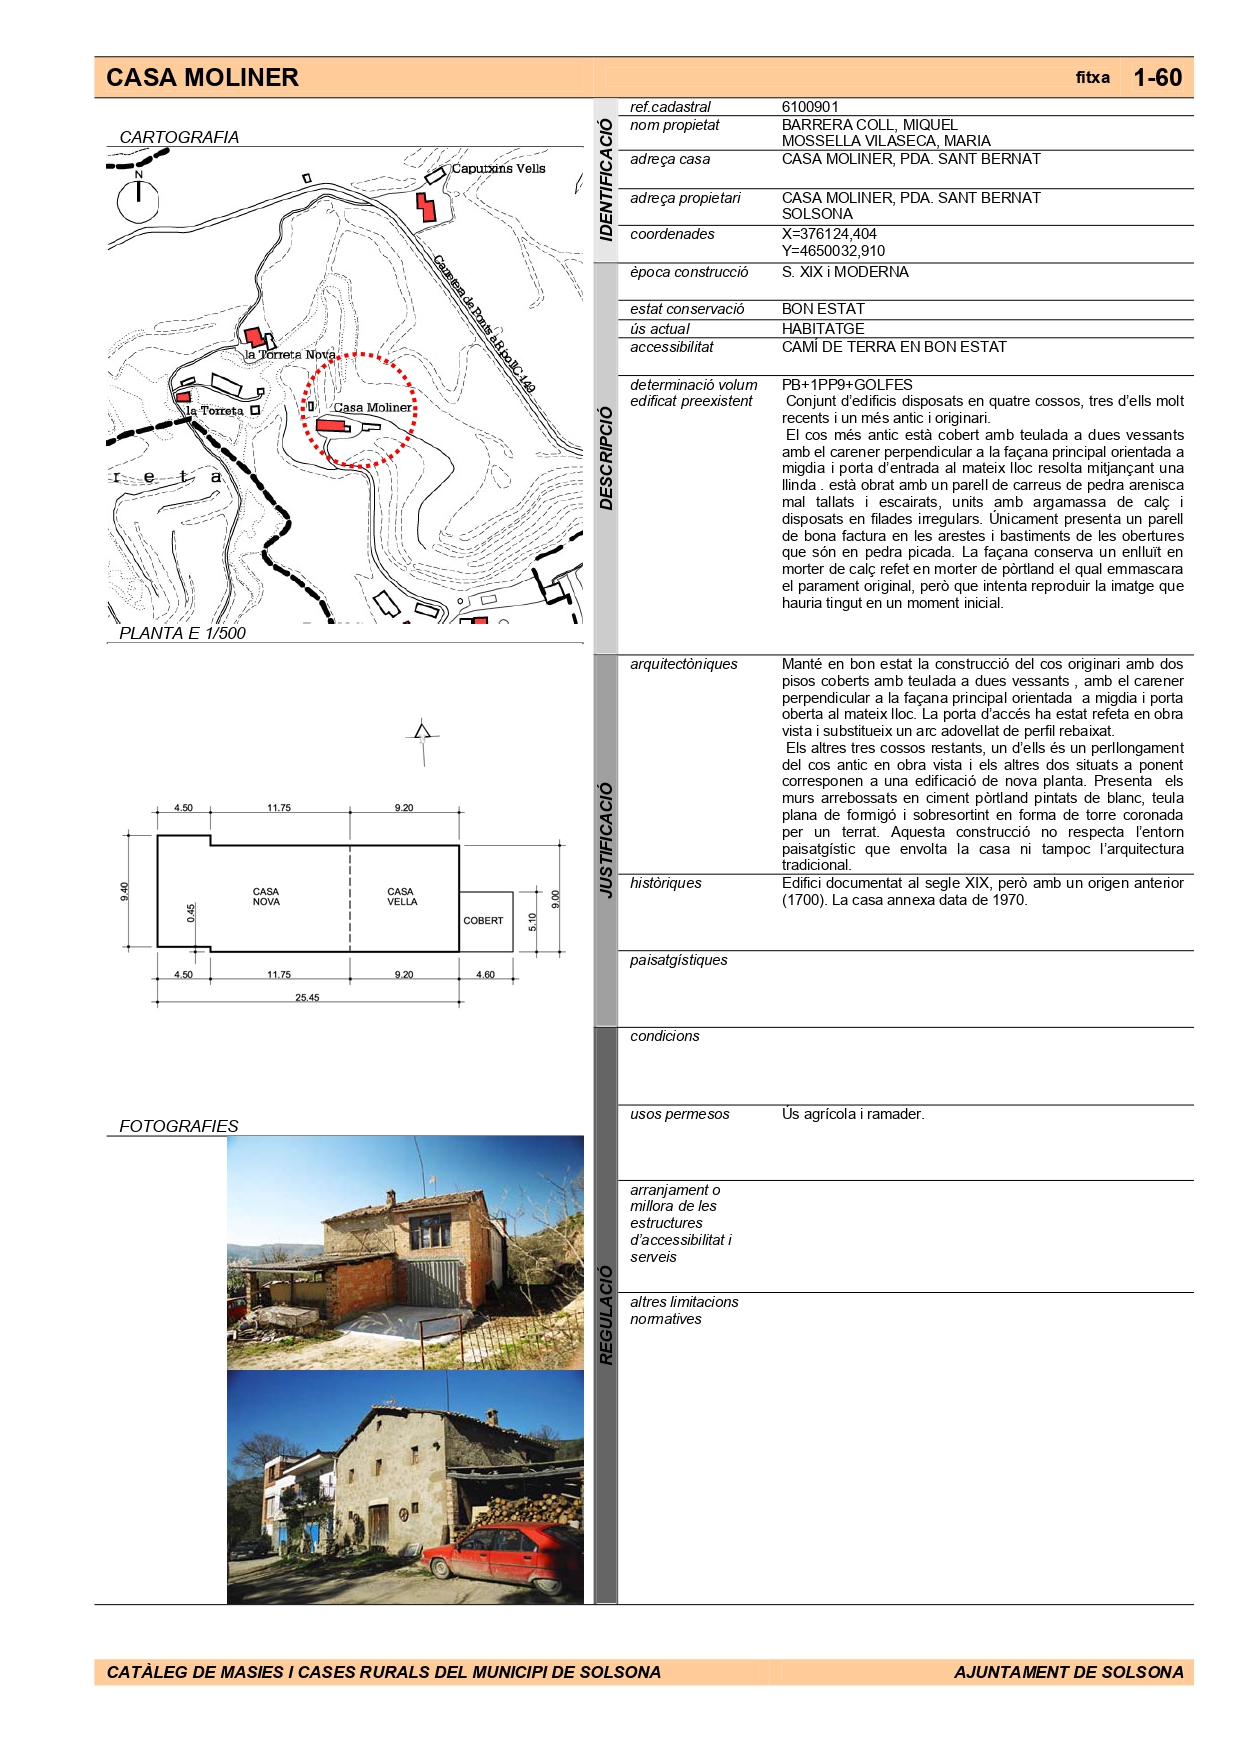 CASA MOLINER
fitxa 1-60
CARTOGRAFIA
N
Caputxins Vells
Carretera de Ponts a Ripoll C-149
la Torreta Nova
la Torreta
Casa Moliner
r e t a
PLANTA E 1/500
4.50 11.75 9.20
9.40
0.45
CASA
NOVA
CASA
VELLA
COBERT
5.10
9.00
4.50 11.75 9.20 4.60
25.45
FOTOGRAFIES
IDENTIFICACIÓ
ref.cadastral 6100901
nom propietat BARRERA COLL, MIQUEL
MOSSELLA VILASECA, MARIA
adreça casa CASA MOLINER, PDA. SANT BERNAT
adreça propietari CASA MOLINER, PDA. SANT BERNAT
SOLSONA
coordenades X=376124,404
Y=4650032,910
DESCRIPCIÓ
època construcció S. XIX i MODERNA
estat conservació BON ESTAT
ús actual HABITATGE
accessibilitat CAMÍ DE TERRA EN BON ESTAT
determinació volum PB+1PP9+GOLFES
edificat preexistent Conjunt d’edificis disposats en quatre cossos, tres d’ells molt
recents i un més antic i originari.
El cos més antic està cobert amb teulada a dues vessants
amb el carener perpendicular a la façana principal orientada a
migdia i porta d’entrada al mateix lloc resolta mitjançant una
llinda . està obrat amb un parell de carreus de pedra arenisca
mal tallats i escairats, units amb argamassa de calç i
disposats en filades irregulars. Únicament presenta un parell
de bona factura en les arestes i bastiments de les obertures
que són en pedra picada. La façana conserva un enlluït en
morter de calç refet en morter de pòrtland el qual emmascara
el parament original, però que intenta reproduir la imatge que
hauria tingut en un moment inicial.
JUSTIFICACIÓ
arquitectòniques Manté en bon estat la construcció del cos originari amb dos
pisos coberts amb teulada a dues vessants , amb el carener
perpendicular a la façana principal orientada a migdia i porta
oberta al mateix lloc. La porta d’accés ha estat refeta en obra
vista i substitueix un arc adovellat de perfil rebaixat.
Els altres tres cossos restants, un d’ells és un perllongament
del cos antic en obra vista i els altres dos situats a ponent
corresponen a una edificació de nova planta. Presenta els
murs arrebossats en ciment pòrtland pintats de blanc, teula
plana de formigó i sobresortint en forma de torre coronada
per un terrat. Aquesta construcció no respecta l’entorn
paisatgístic que envolta la casa ni tampoc l’arquitectura
tradicional.
històriques Edifici documentat al segle XIX, però amb un origen anterior
(1700). La casa annexa data de 1970.
paisatgístiques
REGULACIÓ
condicions
usos permesos Ús agrícola i ramader.
arranjament o
millora de les
estructures
d’accessibilitat i
serveis
altres limitacions
normatives
CATÀLEG DE MASIES I CASES RURALS DEL MUNICIPI DE SOLSONA
AJUNTAMENT DE SOLSONA